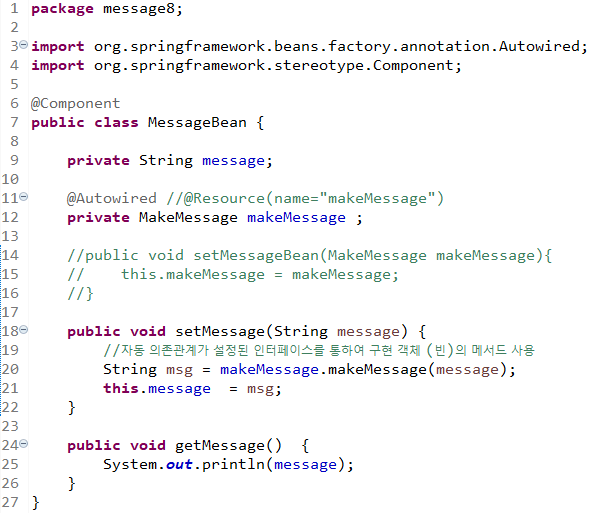 1 package message8;
2
3 import org.springframework.beans.factory.annotation.Autowired;
4 import org.springframework.stereotype.Component;
5
6 @Component
7 public class MessageBean {
8
9     private String message;
10
11     @Autowired //@Resource(name="makeMessage")
12     private MakeMessage makeMessage ;
13
14     //public void setMessageBean(MakeMessage makeMessage){
15     //    this.makeMessage = makeMessage;
16     //}
17
18     public void setMessage(String message) {
19         //자동 의존관계가 설정된 인터페이스를 통하여 구현 객체 (빈)의 메서드 사용
20         String msg = makeMessage.makeMessage(message);
21         this.message  = msg;
22     }
23
24     public void getMessage()  {
25         System.out.println(message);
26     }
27 }